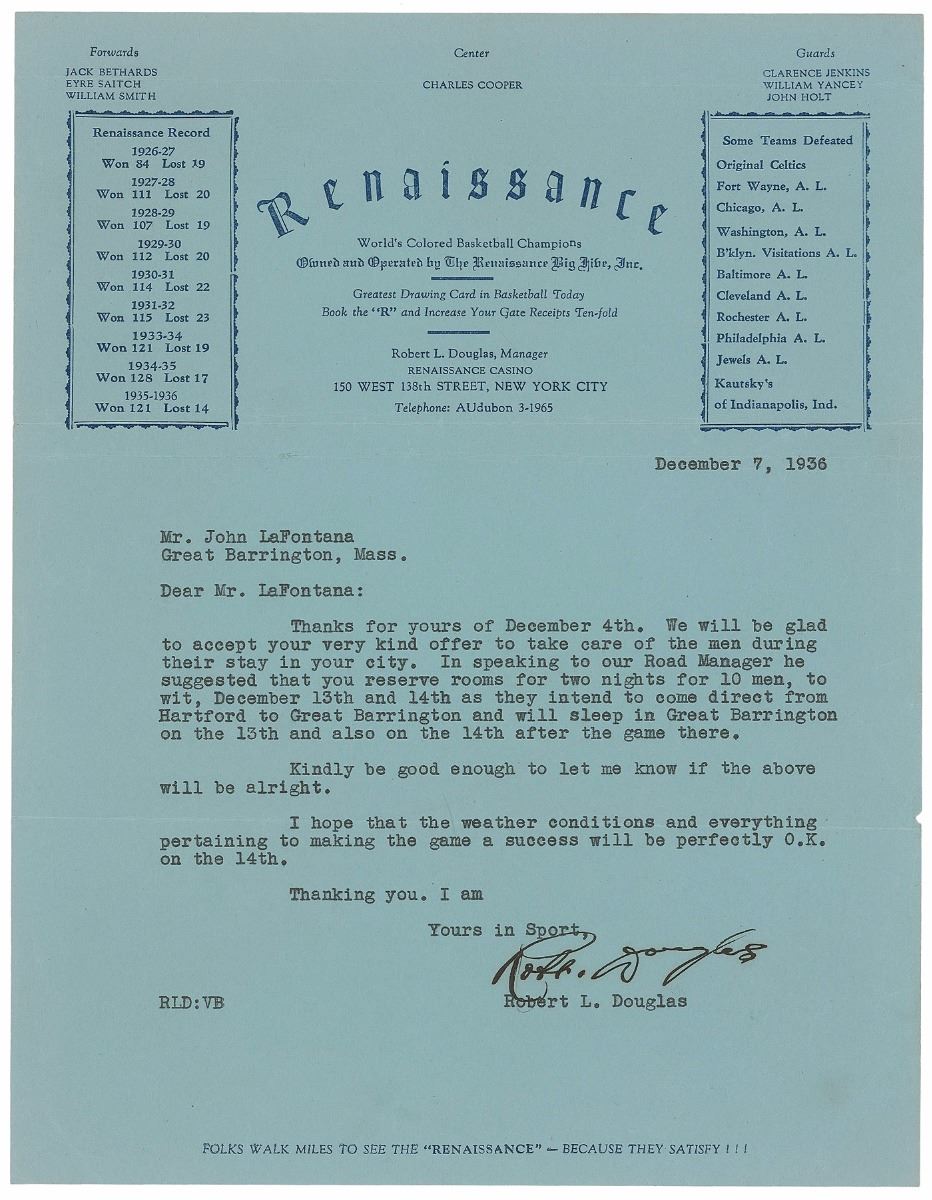 Forwards
JACK BETHARDS
EYRE SAITCH
WILLIAM SMITH
Center
CHARLES COOPER
Guards
CLARENCE JENKINS
WILLIAM YANCEY
JOHN HOLT
Renaissance Record
1926-27
Won 84 Lost 19
1927-28
Won 111 Lost 20
1928-29
Won 107 Lost 19
1929-30
Won 112 Lost 20
1930-31
Won 114 Lost 22
1931-32
Won 115 Lost 23
1933-34
Won 121 Lost 19
1934-35
Won 128 Lost 17
1935-1936
Won 121 Lost 14
Renaissance
World's Colored Basketball Champions
Owned and Operated by The Renaissance Big Five, Inc.
Greatest Drawing Card in Basketball Today
Book the "R" and Increase Your Gate Receipts Ten-fold
Robert L. Douglas, Manager
RENAISSANCE CASINO
150 WEST 138th STREET, NEW YORK CITY
Telephone: AUdubon 3-1965
Some Teams Defeated
Original Celtics
Fort Wayne, A. L.
Chicago, A. L.
Washington, A. L.
B'klyn. Visitations A. L.
Baltimore A. L.
Cleveland A. L.
Rochester A. L.
Philadelphia A. L.
Jewels A. L.
Kautsky's
of Indianapolis, Ind.
December 7, 1936
Mr. John LaFontana
Great Barrington, Mass.
Dear Mr. LaFontana:
Thanks for yours of December 4th. We will be glad
to accept your very kind offer to take care of the men during
their stay in your city. In speaking to our Road Manager he
suggested that you reserve rooms for two nights for 10 men, to
wit, December 13th and 14th as they intend to come direct from
Hartford to Great Barrington and will sleep in Great Barrington
on the 13th and also on the 14th after the game there.
Kindly be good enough to let me know if the above
will be alright.
I hope that the weather conditions and everything
pertaining to making the game a success will be perfectly O.K.
on the 14th.
Thanking you. I am
Yours in Sport,
Robt. Douglas
RLD:VB
Robert L. Douglas
FOLKS WALK MILES TO SEE THE "RENAISSANCE" — BECAUSE THEY SATISFY ! ! !